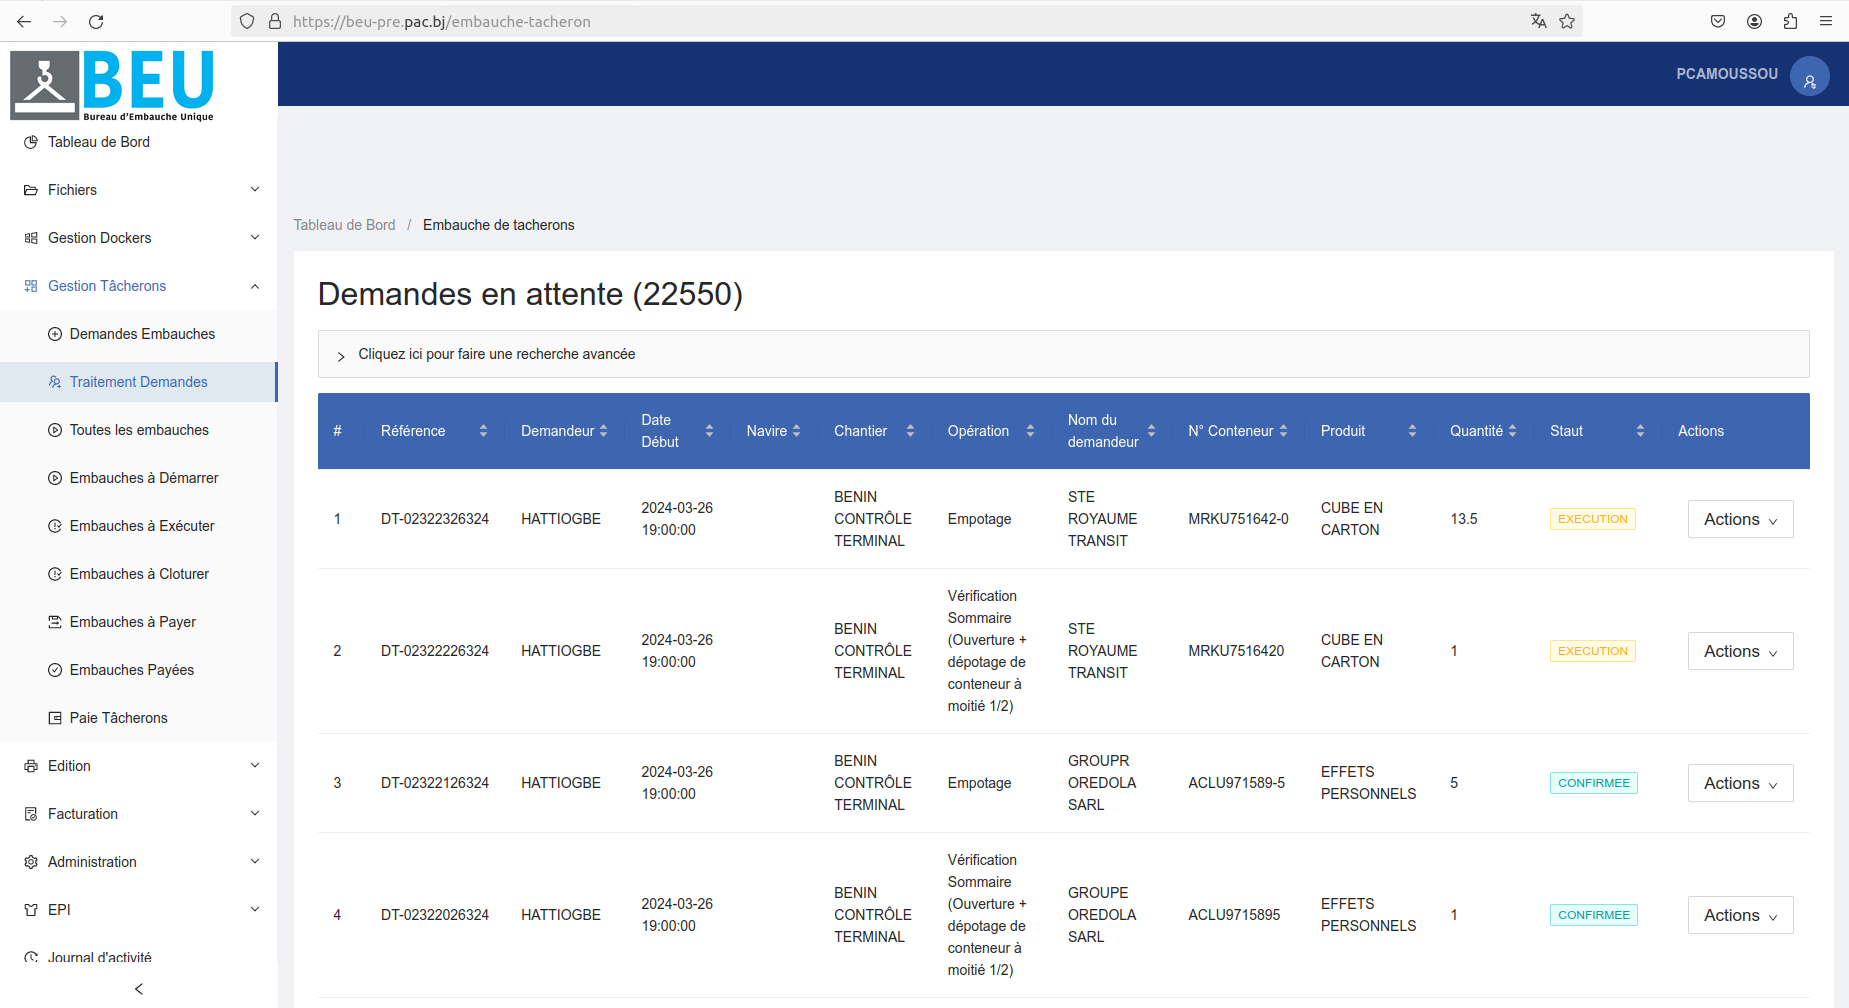 https://beu-pre.pac.bj/embauche-tacheron
BEU
Bureau d'Embauche Unique
PCAMOUSSOU
Tableau de Bord
Fichiers
Gestion Dockers
Gestion Tâcherons
Demandes Embauches
Traitement Demandes
Toutes les embauches
Embauches à Démarrer
Embauches à Exécuter
Embauches à Cloturer
Embauches à Payer
Embauches Payées
Paie Tâcherons
Edition
Facturation
Administration
EPI
Journal d'activité
Tableau de Bord / Embauche de tacherons
Demandes en attente (22550)
Cliquez ici pour faire une recherche avancée
# Référence Demandeur Date Début Navire Chantier Opération Nom du demandeur N° Conteneur Produit Quantité Staut Actions
1 DT-02322326324 HATTIOGBE 2024-03-26 19:00:00 BENIN CONTRÔLE TERMINAL Empotage STE ROYAUME TRANSIT MRKU751642-0 CUBE EN CARTON 13.5 EXECUTION Actions
2 DT-02322226324 HATTIOGBE 2024-03-26 19:00:00 BENIN CONTRÔLE TERMINAL Vérification Sommaire (Ouverture + dépotage de conteneur à moitié 1/2) STE ROYAUME TRANSIT MRKU7516420 CUBE EN CARTON 1 EXECUTION Actions
3 DT-02322126324 HATTIOGBE 2024-03-26 19:00:00 BENIN CONTRÔLE TERMINAL Empotage GROUPR OREDOLA SARL ACLU971589-5 EFFETS PERSONNELS 5 CONFIRMEE Actions
4 DT-02322026324 HATTIOGBE 2024-03-26 19:00:00 BENIN CONTRÔLE TERMINAL Vérification Sommaire (Ouverture + dépotage de conteneur à moitié 1/2) GROUPE OREDOLA SARL ACLU9715895 EFFETS PERSONNELS 1 CONFIRMEE Actions